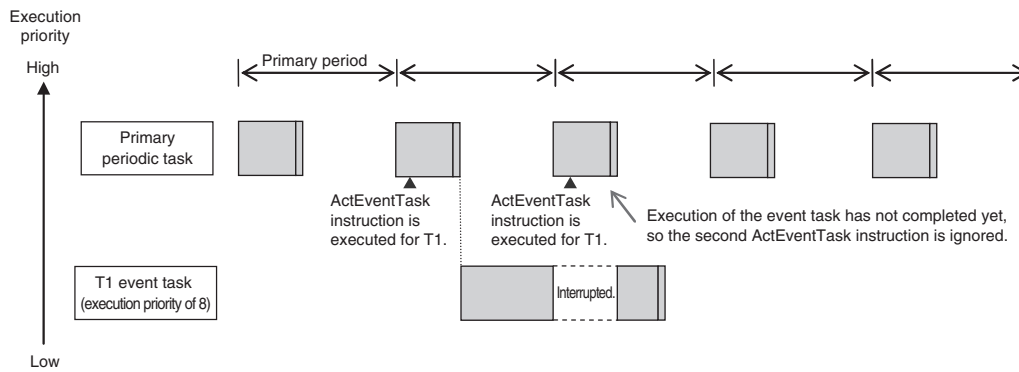 Execution
priority
High
Primary period
Primary
periodic task
ActEventTask
instruction is
executed for T1.
ActEventTask
instruction is
executed for T1.
Execution of the event task has not completed yet,
so the second ActEventTask instruction is ignored.
T1 event task
(execution priority of 8)
Interrupted.
Low